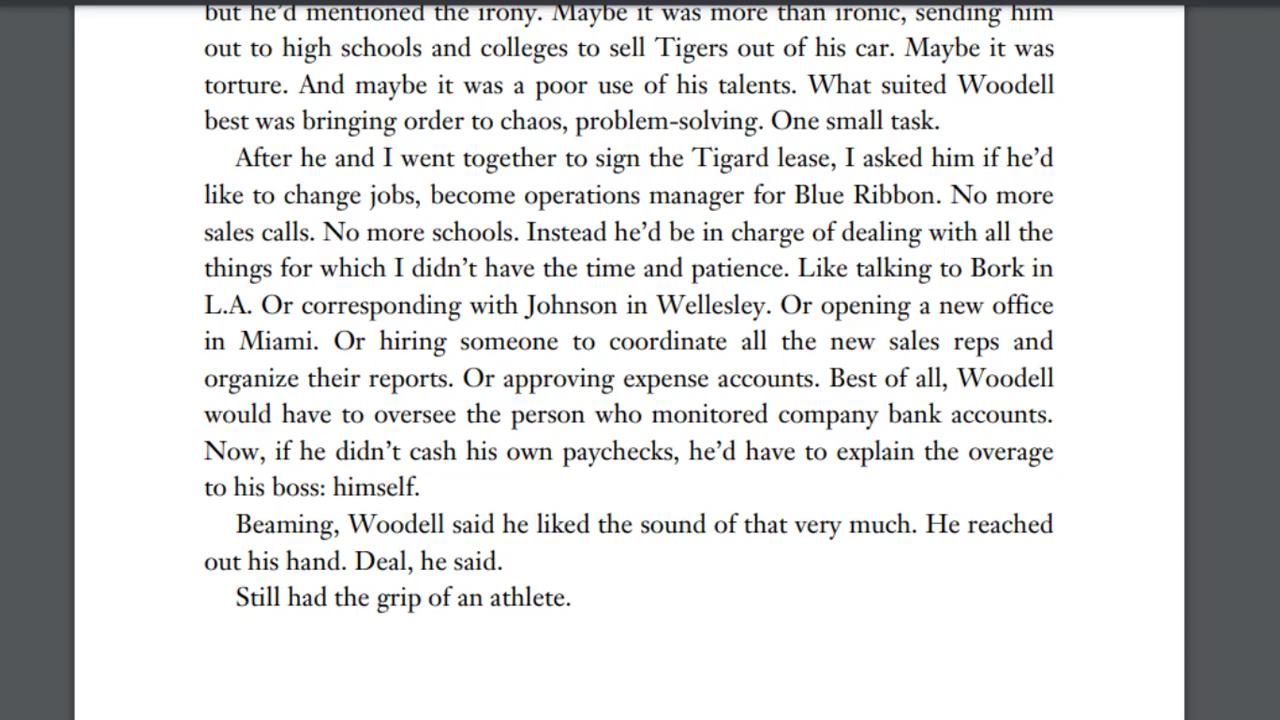 but he’d mentioned the irony. Maybe it was more than ironic, sending him
out to high schools and colleges to sell Tigers out of his car. Maybe it was
torture. And maybe it was a poor use of his talents. What suited Woodell
best was bringing order to chaos, problem-solving. One small task.
After he and I went together to sign the Tigard lease, I asked him if he’d
like to change jobs, become operations manager for Blue Ribbon. No more
sales calls. No more schools. Instead he’d be in charge of dealing with all the
things for which I didn’t have the time and patience. Like talking to Bork in
L.A. Or corresponding with Johnson in Wellesley. Or opening a new office
in Miami. Or hiring someone to coordinate all the new sales reps and
organize their reports. Or approving expense accounts. Best of all, Woodell
would have to oversee the person who monitored company bank accounts.
Now, if he didn’t cash his own paychecks, he’d have to explain the overage
to his boss: himself.
Beaming, Woodell said he liked the sound of that very much. He reached
out his hand. Deal, he said.
Still had the grip of an athlete.